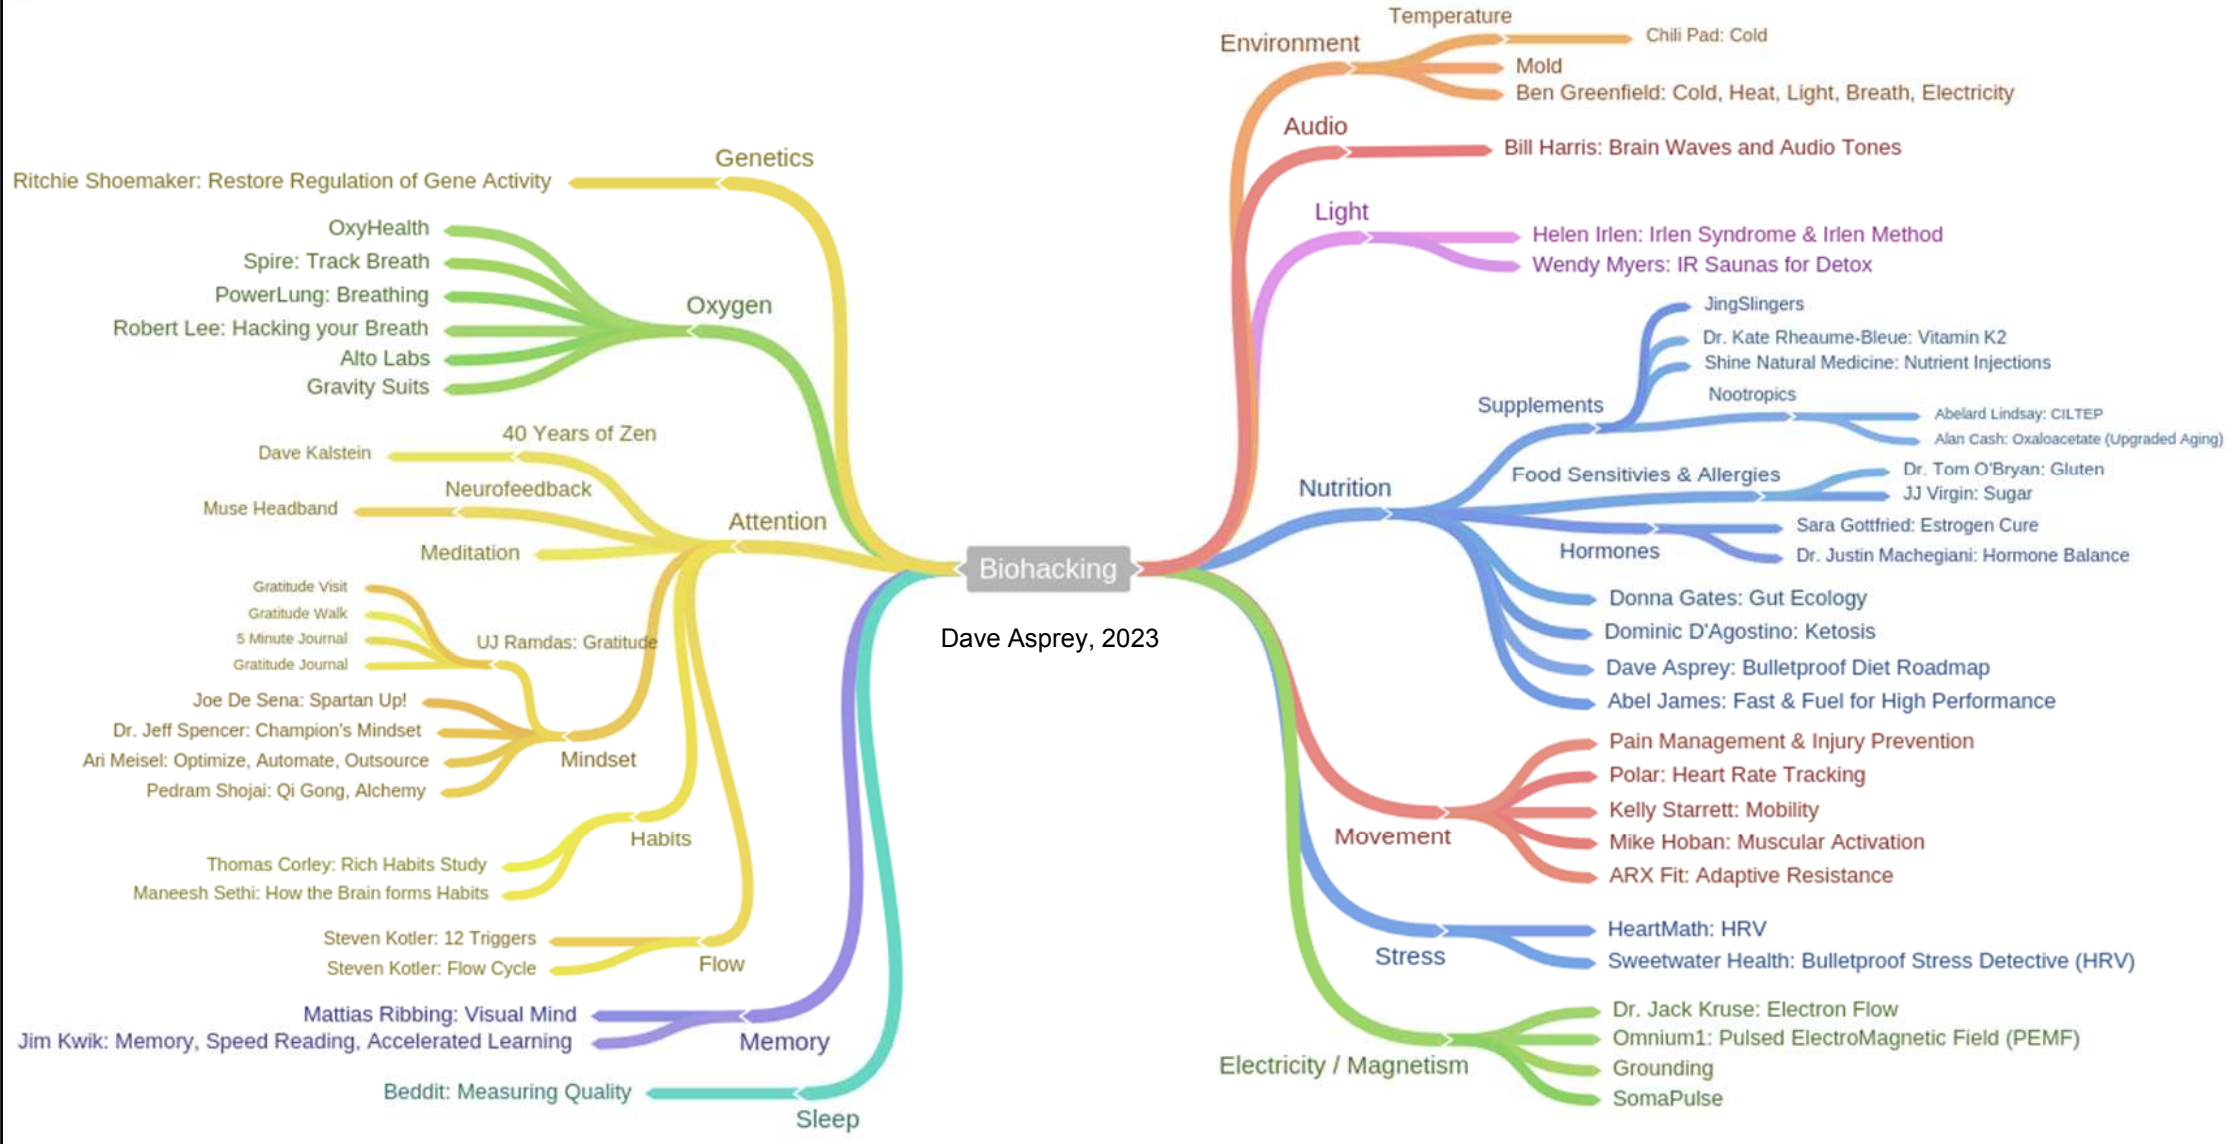 Biohacking
Dave Asprey, 2023
Genetics
Ritchie Shoemaker: Restore Regulation of Gene Activity
Oxygen
OxyHealth
Spire: Track Breath
PowerLung: Breathing
Robert Lee: Hacking your Breath
Alto Labs
Gravity Suits
Attention
40 Years of Zen
Dave Kalstein
Neurofeedback
Muse Headband
Meditation
Mindset
UJ Ramdas: Gratitude
Gratitude Visit
Gratitude Walk
5 Minute Journal
Gratitude Journal
Joe De Sena: Spartan Up!
Dr. Jeff Spencer: Champion's Mindset
Ari Meisel: Optimize, Automate, Outsource
Pedram Shojai: Qi Gong, Alchemy
Habits
Thomas Corley: Rich Habits Study
Maneesh Sethi: How the Brain forms Habits
Flow
Steven Kotler: 12 Triggers
Steven Kotler: Flow Cycle
Memory
Mattias Ribbing: Visual Mind
Jim Kwik: Memory, Speed Reading, Accelerated Learning
Sleep
Beddit: Measuring Quality
Environment
Temperature
Chili Pad: Cold
Mold
Ben Greenfield: Cold, Heat, Light, Breath, Electricity
Audio
Bill Harris: Brain Waves and Audio Tones
Light
Helen Irlen: Irlen Syndrome & Irlen Method
Wendy Myers: IR Saunas for Detox
Nutrition
Supplements
JingSlingers
Dr. Kate Rheaume-Bleue: Vitamin K2
Shine Natural Medicine: Nutrient Injections
Nootropics
Abelard Lindsay: CILTEP
Alan Cash: Oxaloacetate (Upgraded Aging)
Food Sensitivies & Allergies
Dr. Tom O'Bryan: Gluten
JJ Virgin: Sugar
Hormones
Sara Gottfried: Estrogen Cure
Dr. Justin Machegiani: Hormone Balance
Donna Gates: Gut Ecology
Dominic D'Agostino: Ketosis
Dave Asprey: Bulletproof Diet Roadmap
Abel James: Fast & Fuel for High Performance
Movement
Pain Management & Injury Prevention
Polar: Heart Rate Tracking
Kelly Starrett: Mobility
Mike Hoban: Muscular Activation
ARX Fit: Adaptive Resistance
Stress
HeartMath: HRV
Sweetwater Health: Bulletproof Stress Detective (HRV)
Electricity / Magnetism
Dr. Jack Kruse: Electron Flow
Omnium1: Pulsed ElectroMagnetic Field (PEMF)
Grounding
SomaPulse